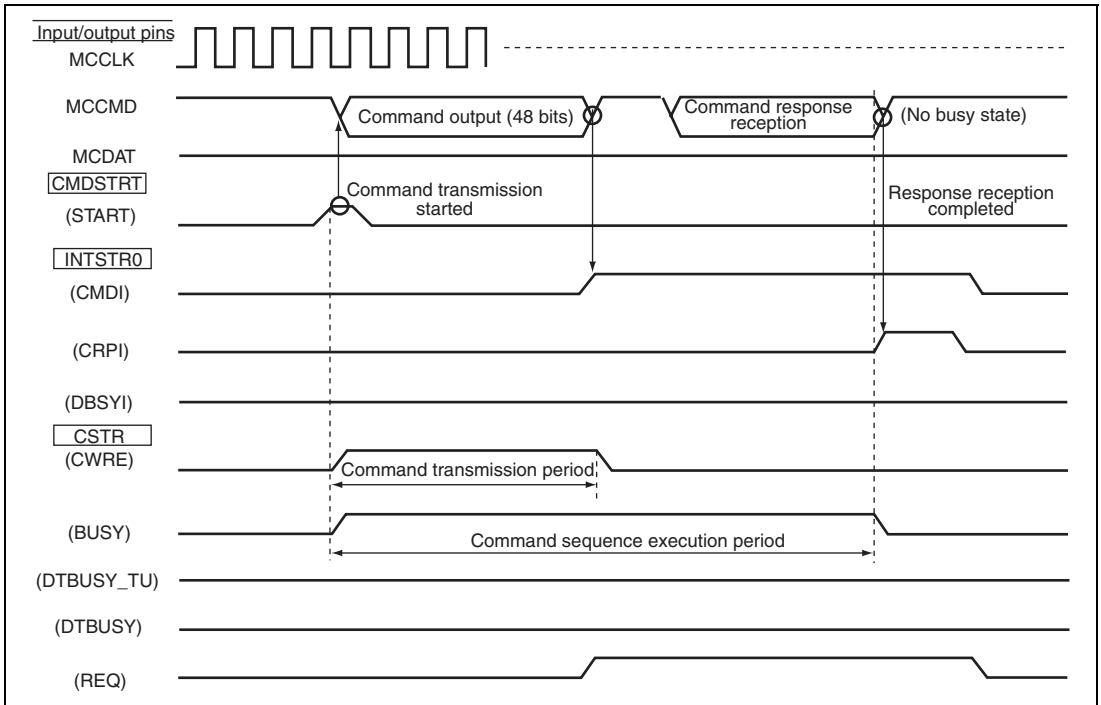 Input/output pins
MCCLK
MCCMD
Command output (48 bits)
Command response
reception
(No busy state)
MCDAT
CMDSTRT
(START)
Command transmission
started
Response reception
completed
INTSTR0
(CMDI)
(CRPI)
(DBSYI)
CSTR
(CWRE)
Command transmission period
(BUSY)
Command sequence execution period
(DTBUSY_TU)
(DTBUSY)
(REQ)